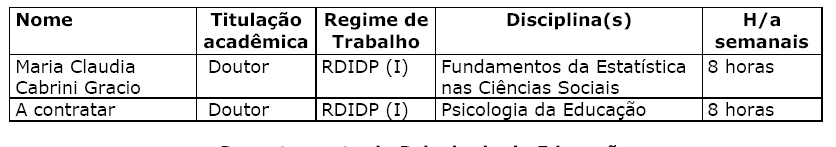 Nome Titulação acadêmica Regime de Trabalho Disciplina(s) H/a semanais
Maria Claudia Cabrini Gracio Doutor RDIDP (I) Fundamentos da Estatística nas Ciências Sociais 8 horas
A contratar Doutor RDIDP (I) Psicologia da Educação 8 horas